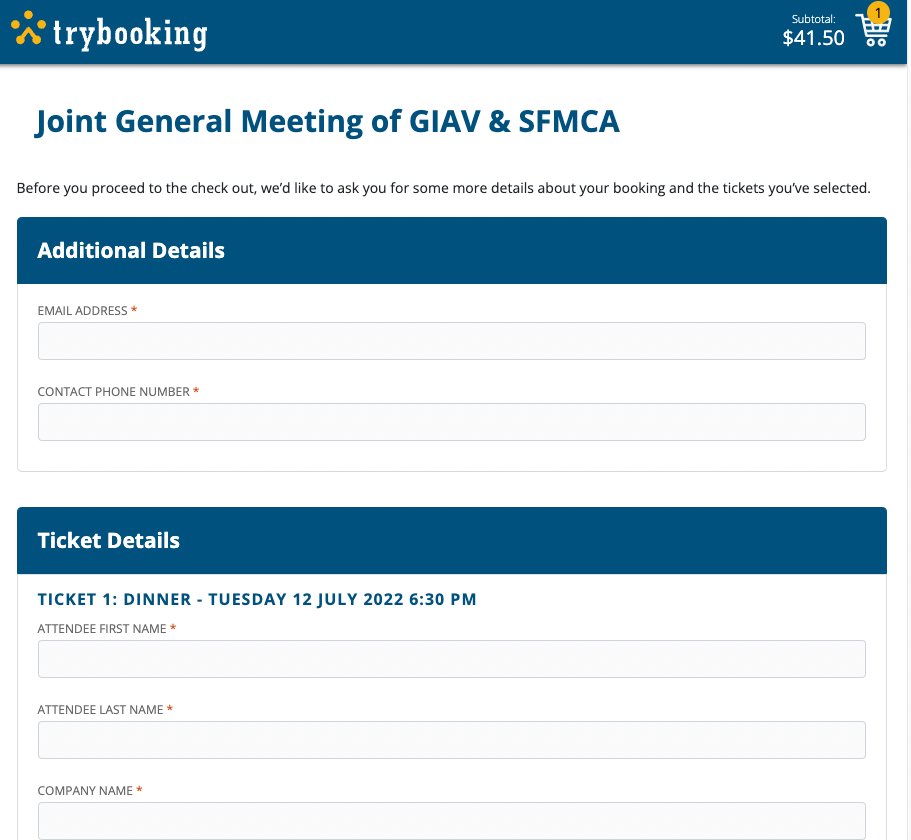 trybooking
Subtotal:
$41.50
1
Joint General Meeting of GIAV & SFMCA
Before you proceed to the check out, we’d like to ask you for some more details about your booking and the tickets you’ve selected.
Additional Details
EMAIL ADDRESS *
CONTACT PHONE NUMBER *
Ticket Details
TICKET 1: DINNER - TUESDAY 12 JULY 2022 6:30 PM
ATTENDEE FIRST NAME *
ATTENDEE LAST NAME *
COMPANY NAME *